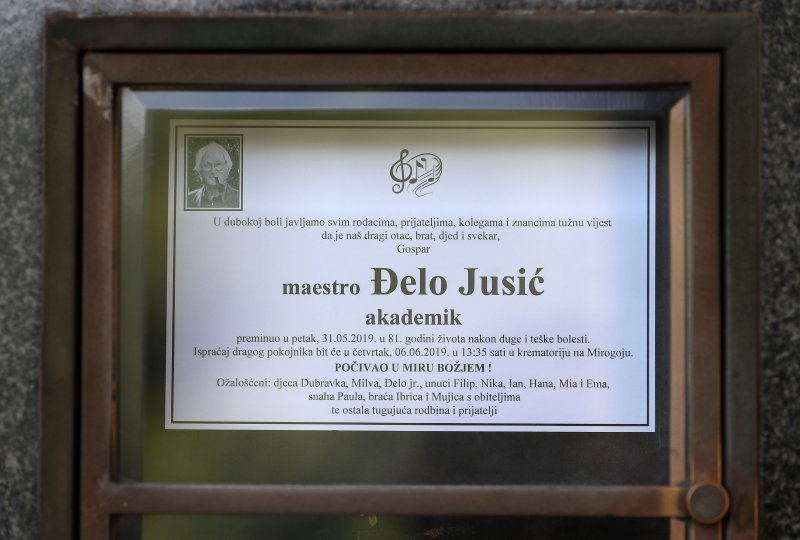 U dubokoj boli javljamo svim rođacima, prijateljima, kolegama i znancima tužnu vijest
da je naš dragi otac, brat, djed i svekar,
Gospar
maestro Đelo Jusić
akademik
preminuo u petak, 31.05.2019. u 81. godini života nakon duge i teške bolesti.
Ispraćaj dragog pokojnika bit će u četvrtak, 06.06.2019. u 13:35 sati u krematoriju na Mirogoju.
POČIVAO U MIRU BOŽJEM !
Ožalošćeni: djeca Dubravka, Milva, Đelo jr., unuci Filip, Nika, Ian, Hana, Mia i Ema,
snaha Paula, braća Ibrica i Mujica s obiteljima
te ostala tugujuća rodbina i prijatelji